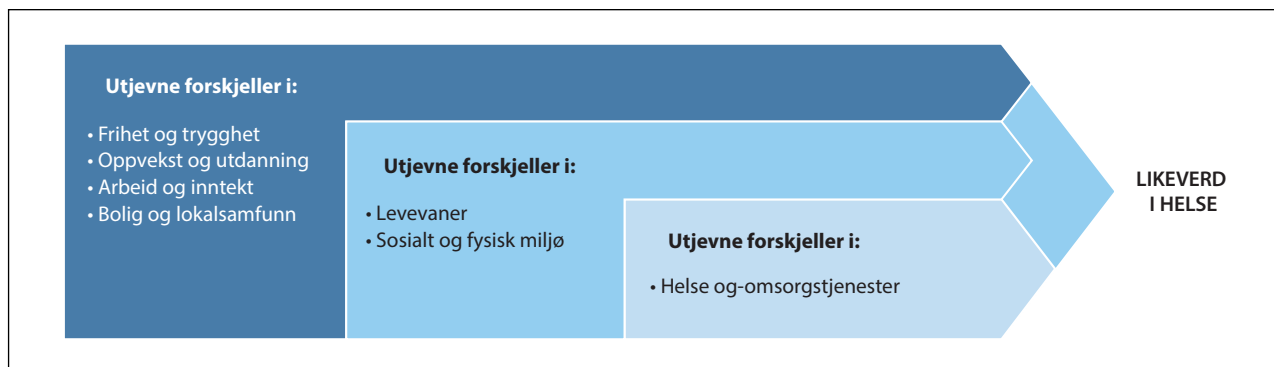 Utjevne forskjeller i:
• Frihet og trygghet
• Oppvekst og utdanning
• Arbeid og inntekt
• Bolig og lokalsamfunn
Utjevne forskjeller i:
• Levevaner
• Sosialt og fysisk miljø
Utjevne forskjeller i:
• Helse og-omsorgstjenester
LIKEVERD
I HELSE